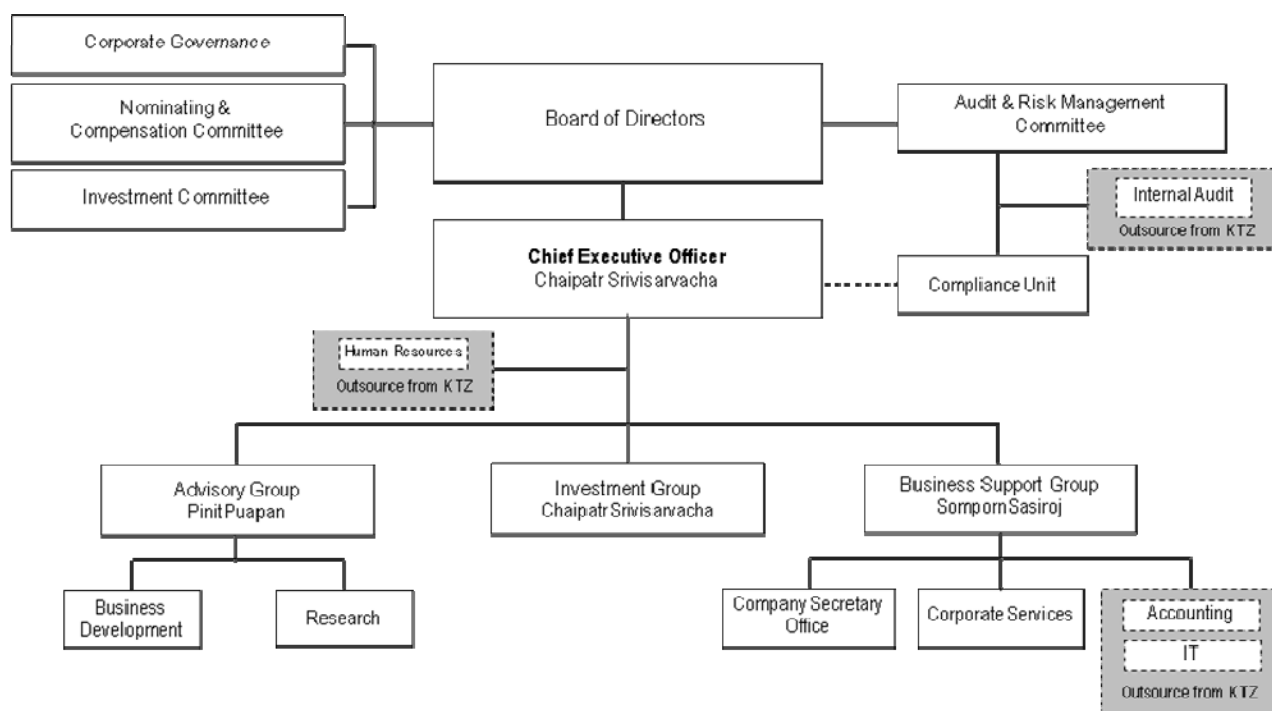 Corporate Governance
Nominating &
Compensation Committee
Investment Committee
Board of Directors
Audit & Risk Management
Committee
Internal Audit
Outsource from KTZ
Chief Executive Officer
Chaipatr Srivisarvacha
Compliance Unit
Human Resources
Outsource from KTZ
Advisory Group
Pinit Puapan
Investment Group
Chaipatr Srivisarvacha
Business Support Group
Somporn Sasiroj
Business
Development
Research
Company Secretary
Office
Corporate Services
Accounting
IT
Outsource from KTZ